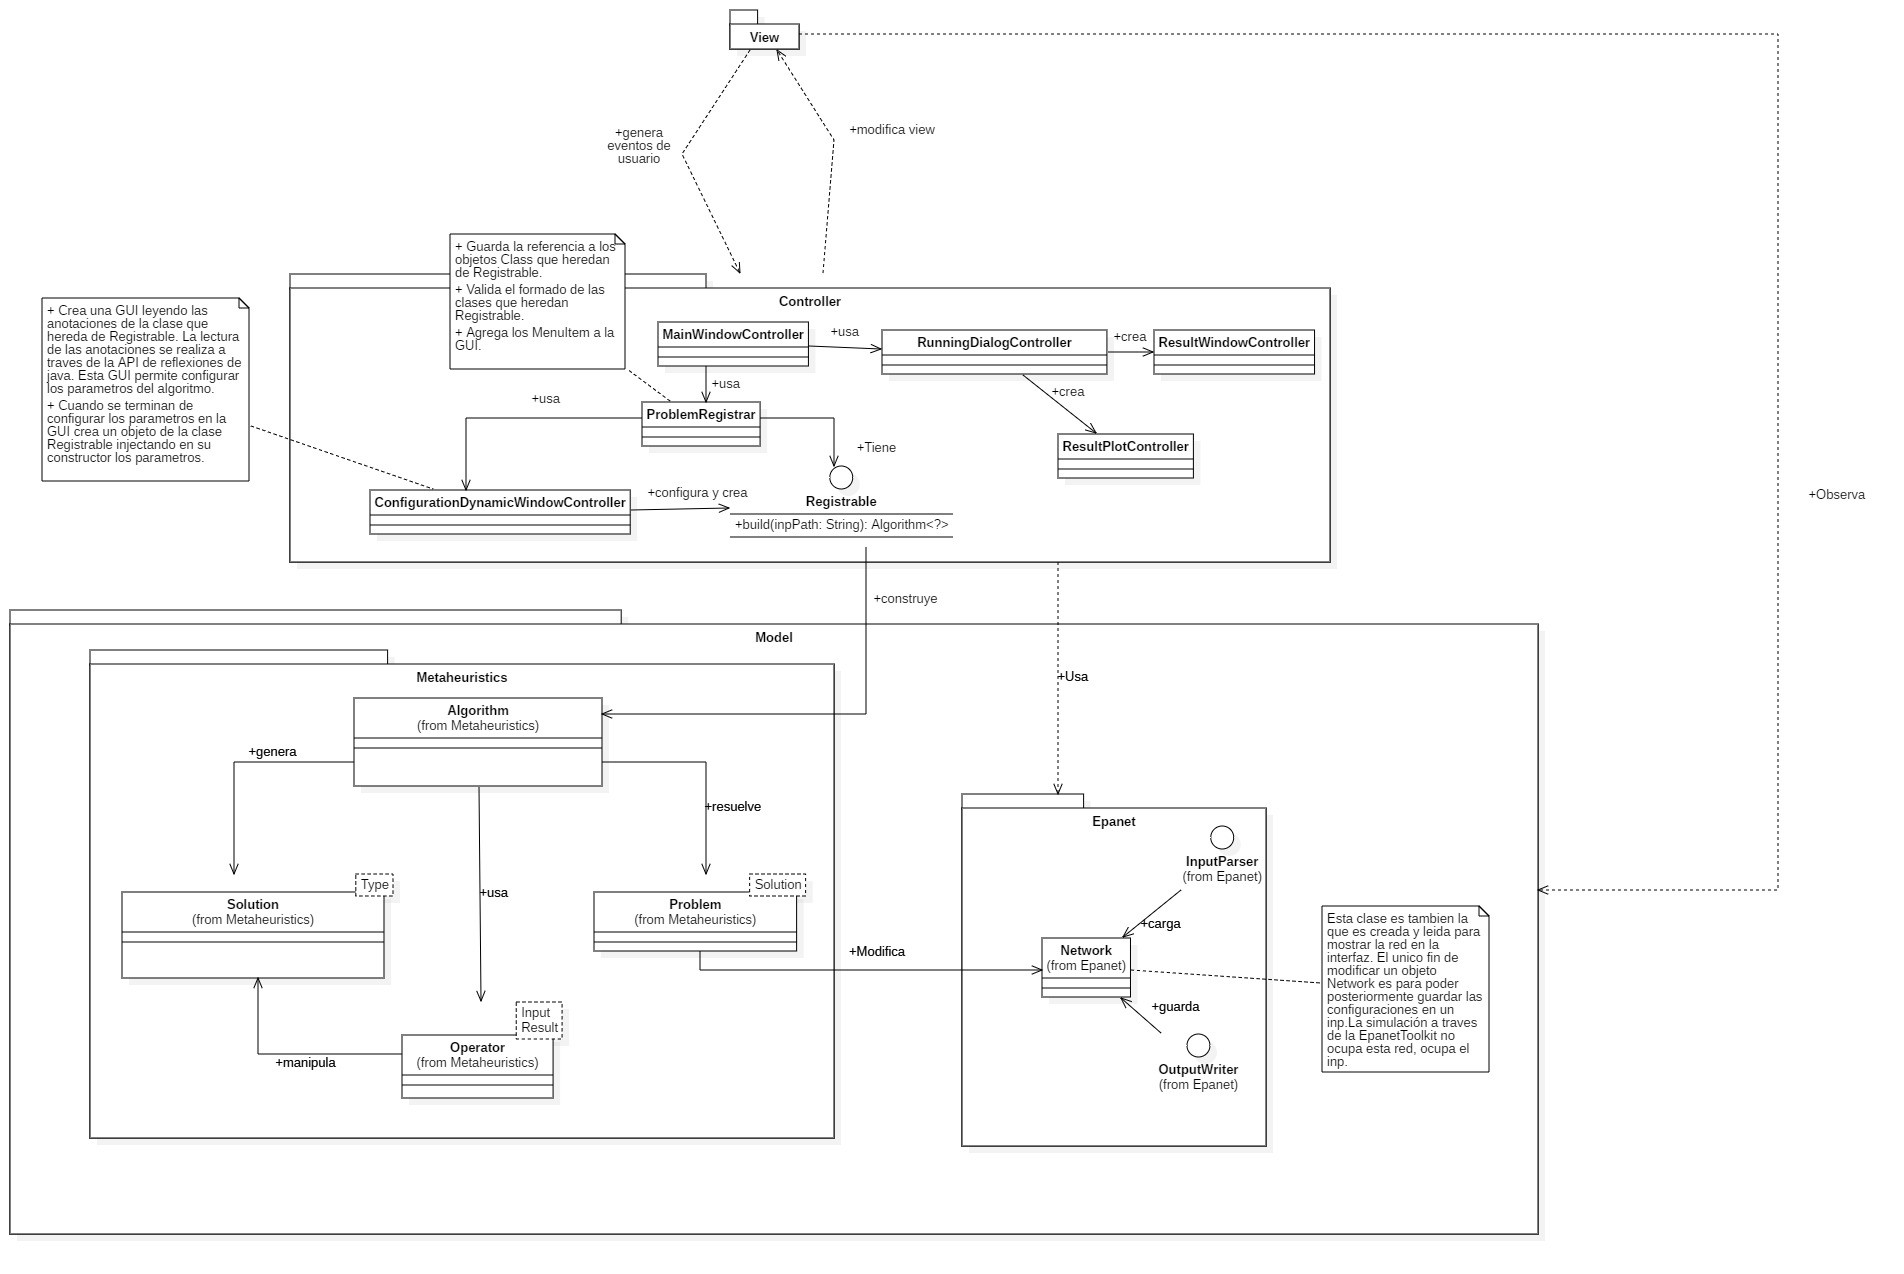 View
+genera
eventos de
usuario
+modifica view
+ Guarda la referencia a los
objetos Class que heredan
de Registrable.
+ Valida el formado de las
clases que heredan
Registrable.
+ Agrega los MenuItem a la
GUI.
+ Crea una GUI leyendo las
anotaciones de la clase que
hereda de Registrable. La lectura
de las anotaciones se realiza a
traves de la API de reflexiones de
java. Esta GUI permite configurar
los parametros del algoritmo.
+ Cuando se terminan de
configurar los parametros en la
GUI crea un objeto de la clase
Registrable injectando en su
constructor los parametros.
Controller
MainWindowController
+usa
RunningDialogController
+crea
ResultWindowController
+usa
+crea
+usa
ProblemRegistrar
+Tiene
ResultPlotController
ConfigurationDynamicWindowController
+configura y crea
Registrable
+build(inpPath: String): Algorithm<?>
+Observa
+construye
Model
+Usa
Metaheuristics
Algorithm
(from Metaheuristics)
+genera
+resuelve
+usa
Type
Solution
(from Metaheuristics)
Solution
Problem
(from Metaheuristics)
+Modifica
Input
Result
Operator
(from Metaheuristics)
+manipula
Epanet
InputParser
(from Epanet)
+carga
Network
(from Epanet)
+guarda
OutputWriter
(from Epanet)
Esta clase es tambien la
que es creada y leida para
mostrar la red en la
interfaz. El unico fin de
modificar un objeto
Network es para poder
posteriormente guardar las
configuraciones en un
inp.La simulación a traves
de la EpanetToolkit no
ocupa esta red, ocupa el
inp.